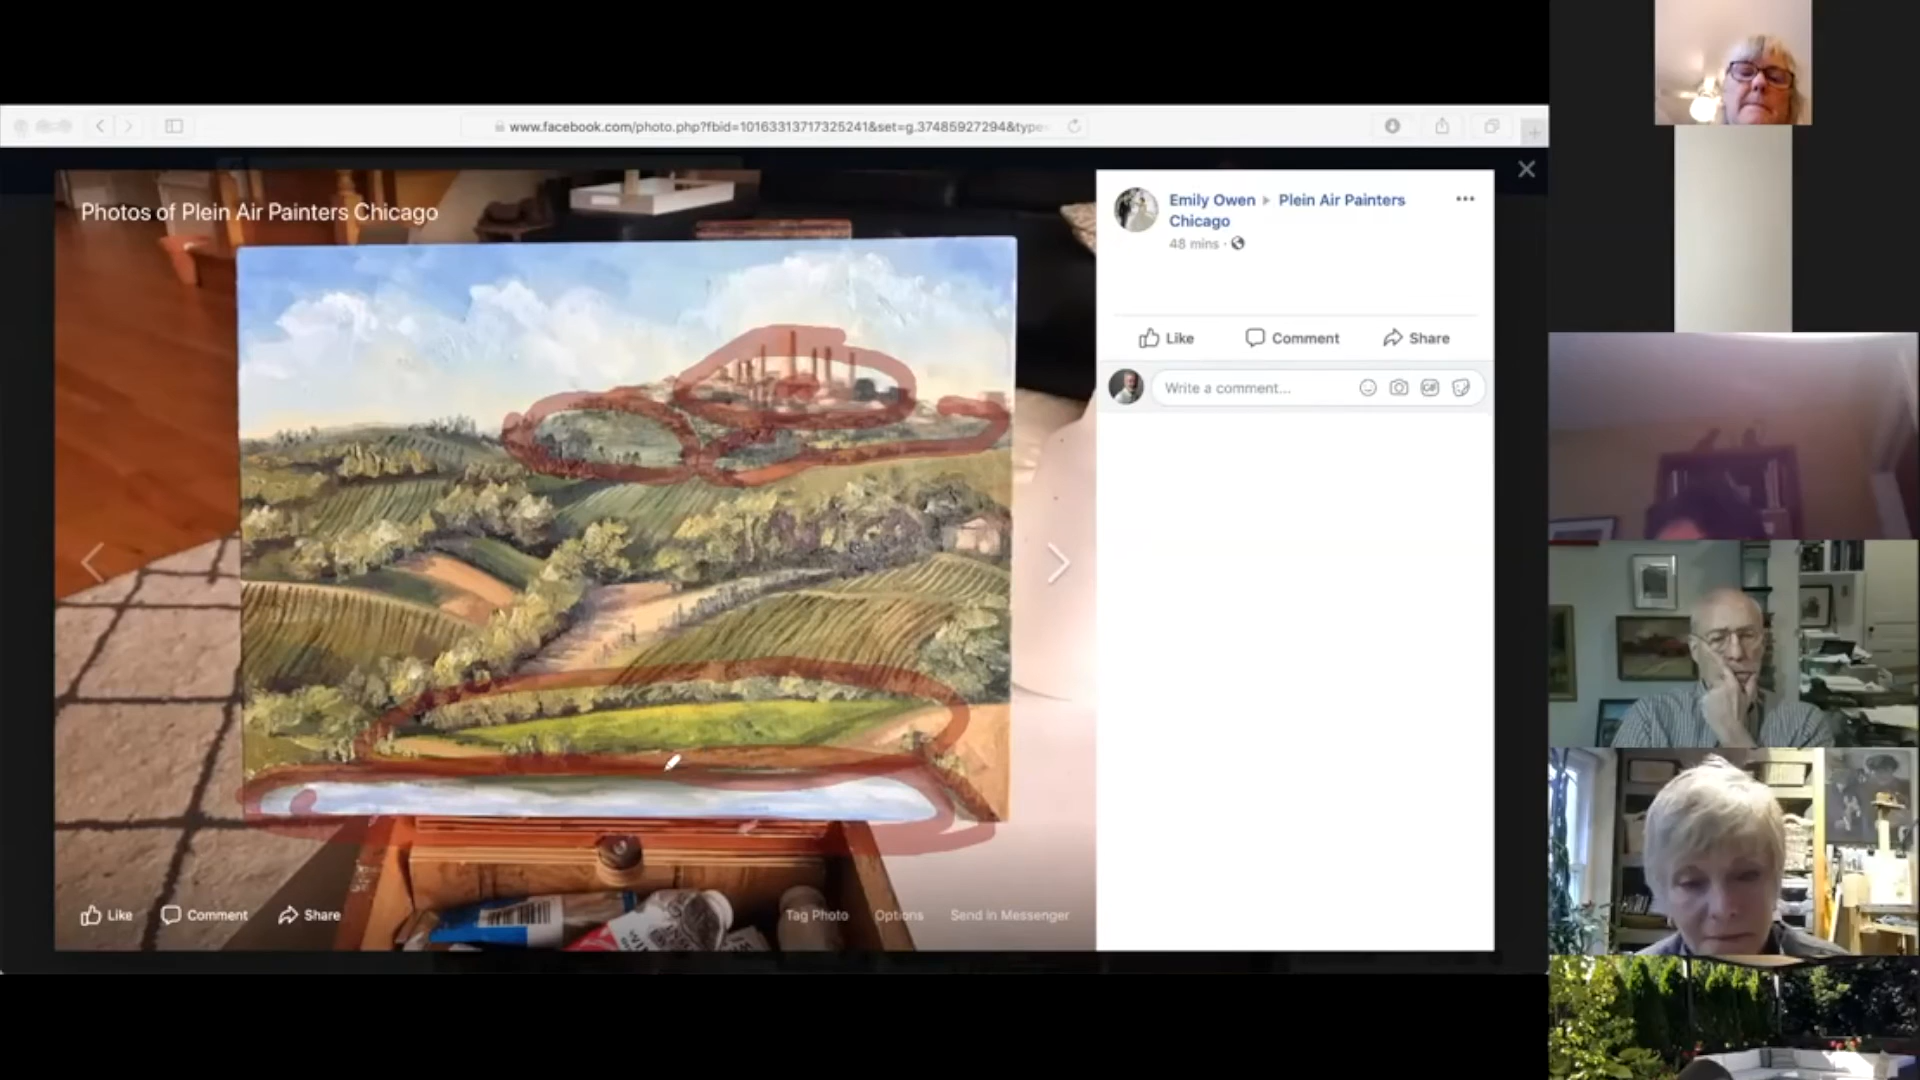 www.facebook.com/photo.php?fbid=10163313717325241&set=g.37485927294&type=
Photos of Plein Air Painters Chicago
Emily Owen ▸ Plein Air Painters
Chicago
48 mins ·
Like Comment Share
Write a comment...
GIF
Like Comment Share
Tag Photo Options Send in Messenger